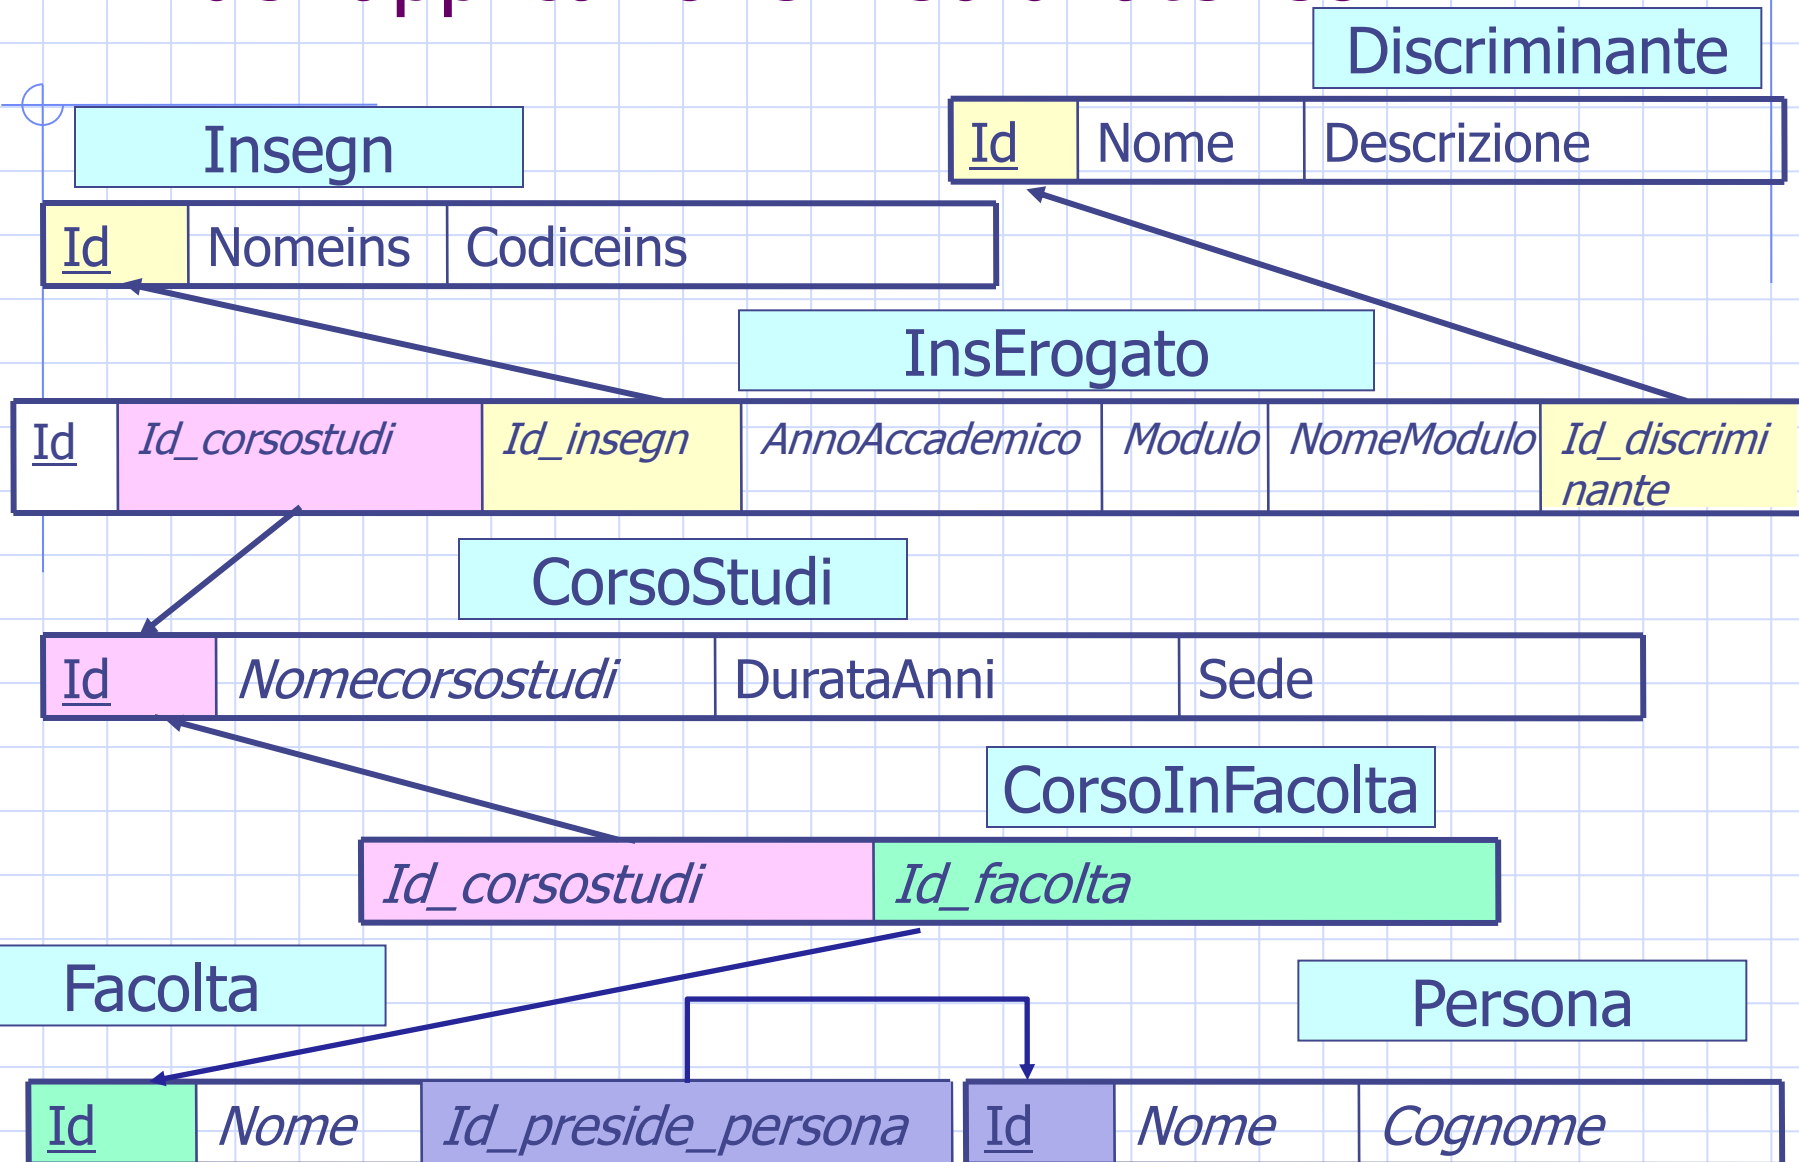 Discriminante
Id Nome Descrizione
Insegn
Id Nomeins Codiceins
InsErogato
Id Id_corsostudi Id_insegn AnnoAccademico Modulo NomeModulo Id_discrimi
nante
CorsoStudi
Id Nomecorsostudi DurataAnni Sede
CorsoInFacolta
Id_corsostudi Id_facolta
Facolta
Persona
Id Nome Id_preside_persona Id Nome Cognome